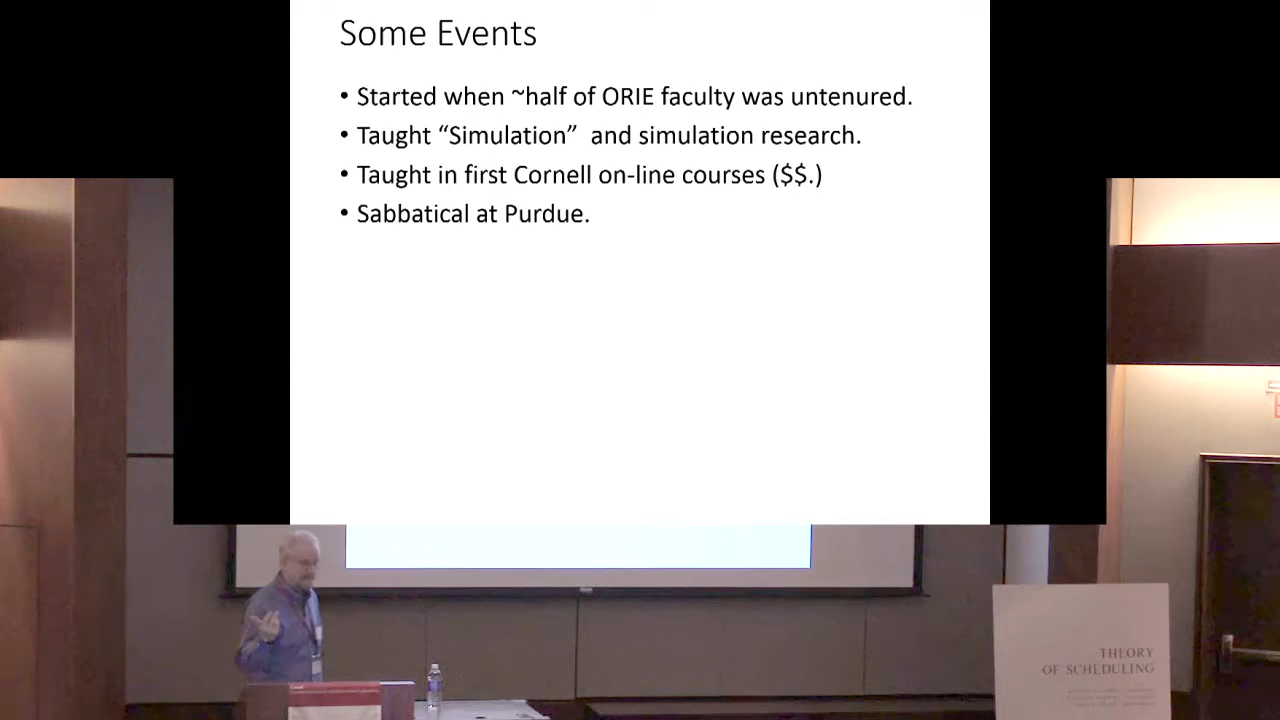 Some Events
• Started when ~half of ORIE faculty was untenured.
• Taught “Simulation”  and simulation research.
• Taught in first Cornell on-line courses ($$.)
• Sabbatical at Purdue.
THEORY
OF SCHEDULING